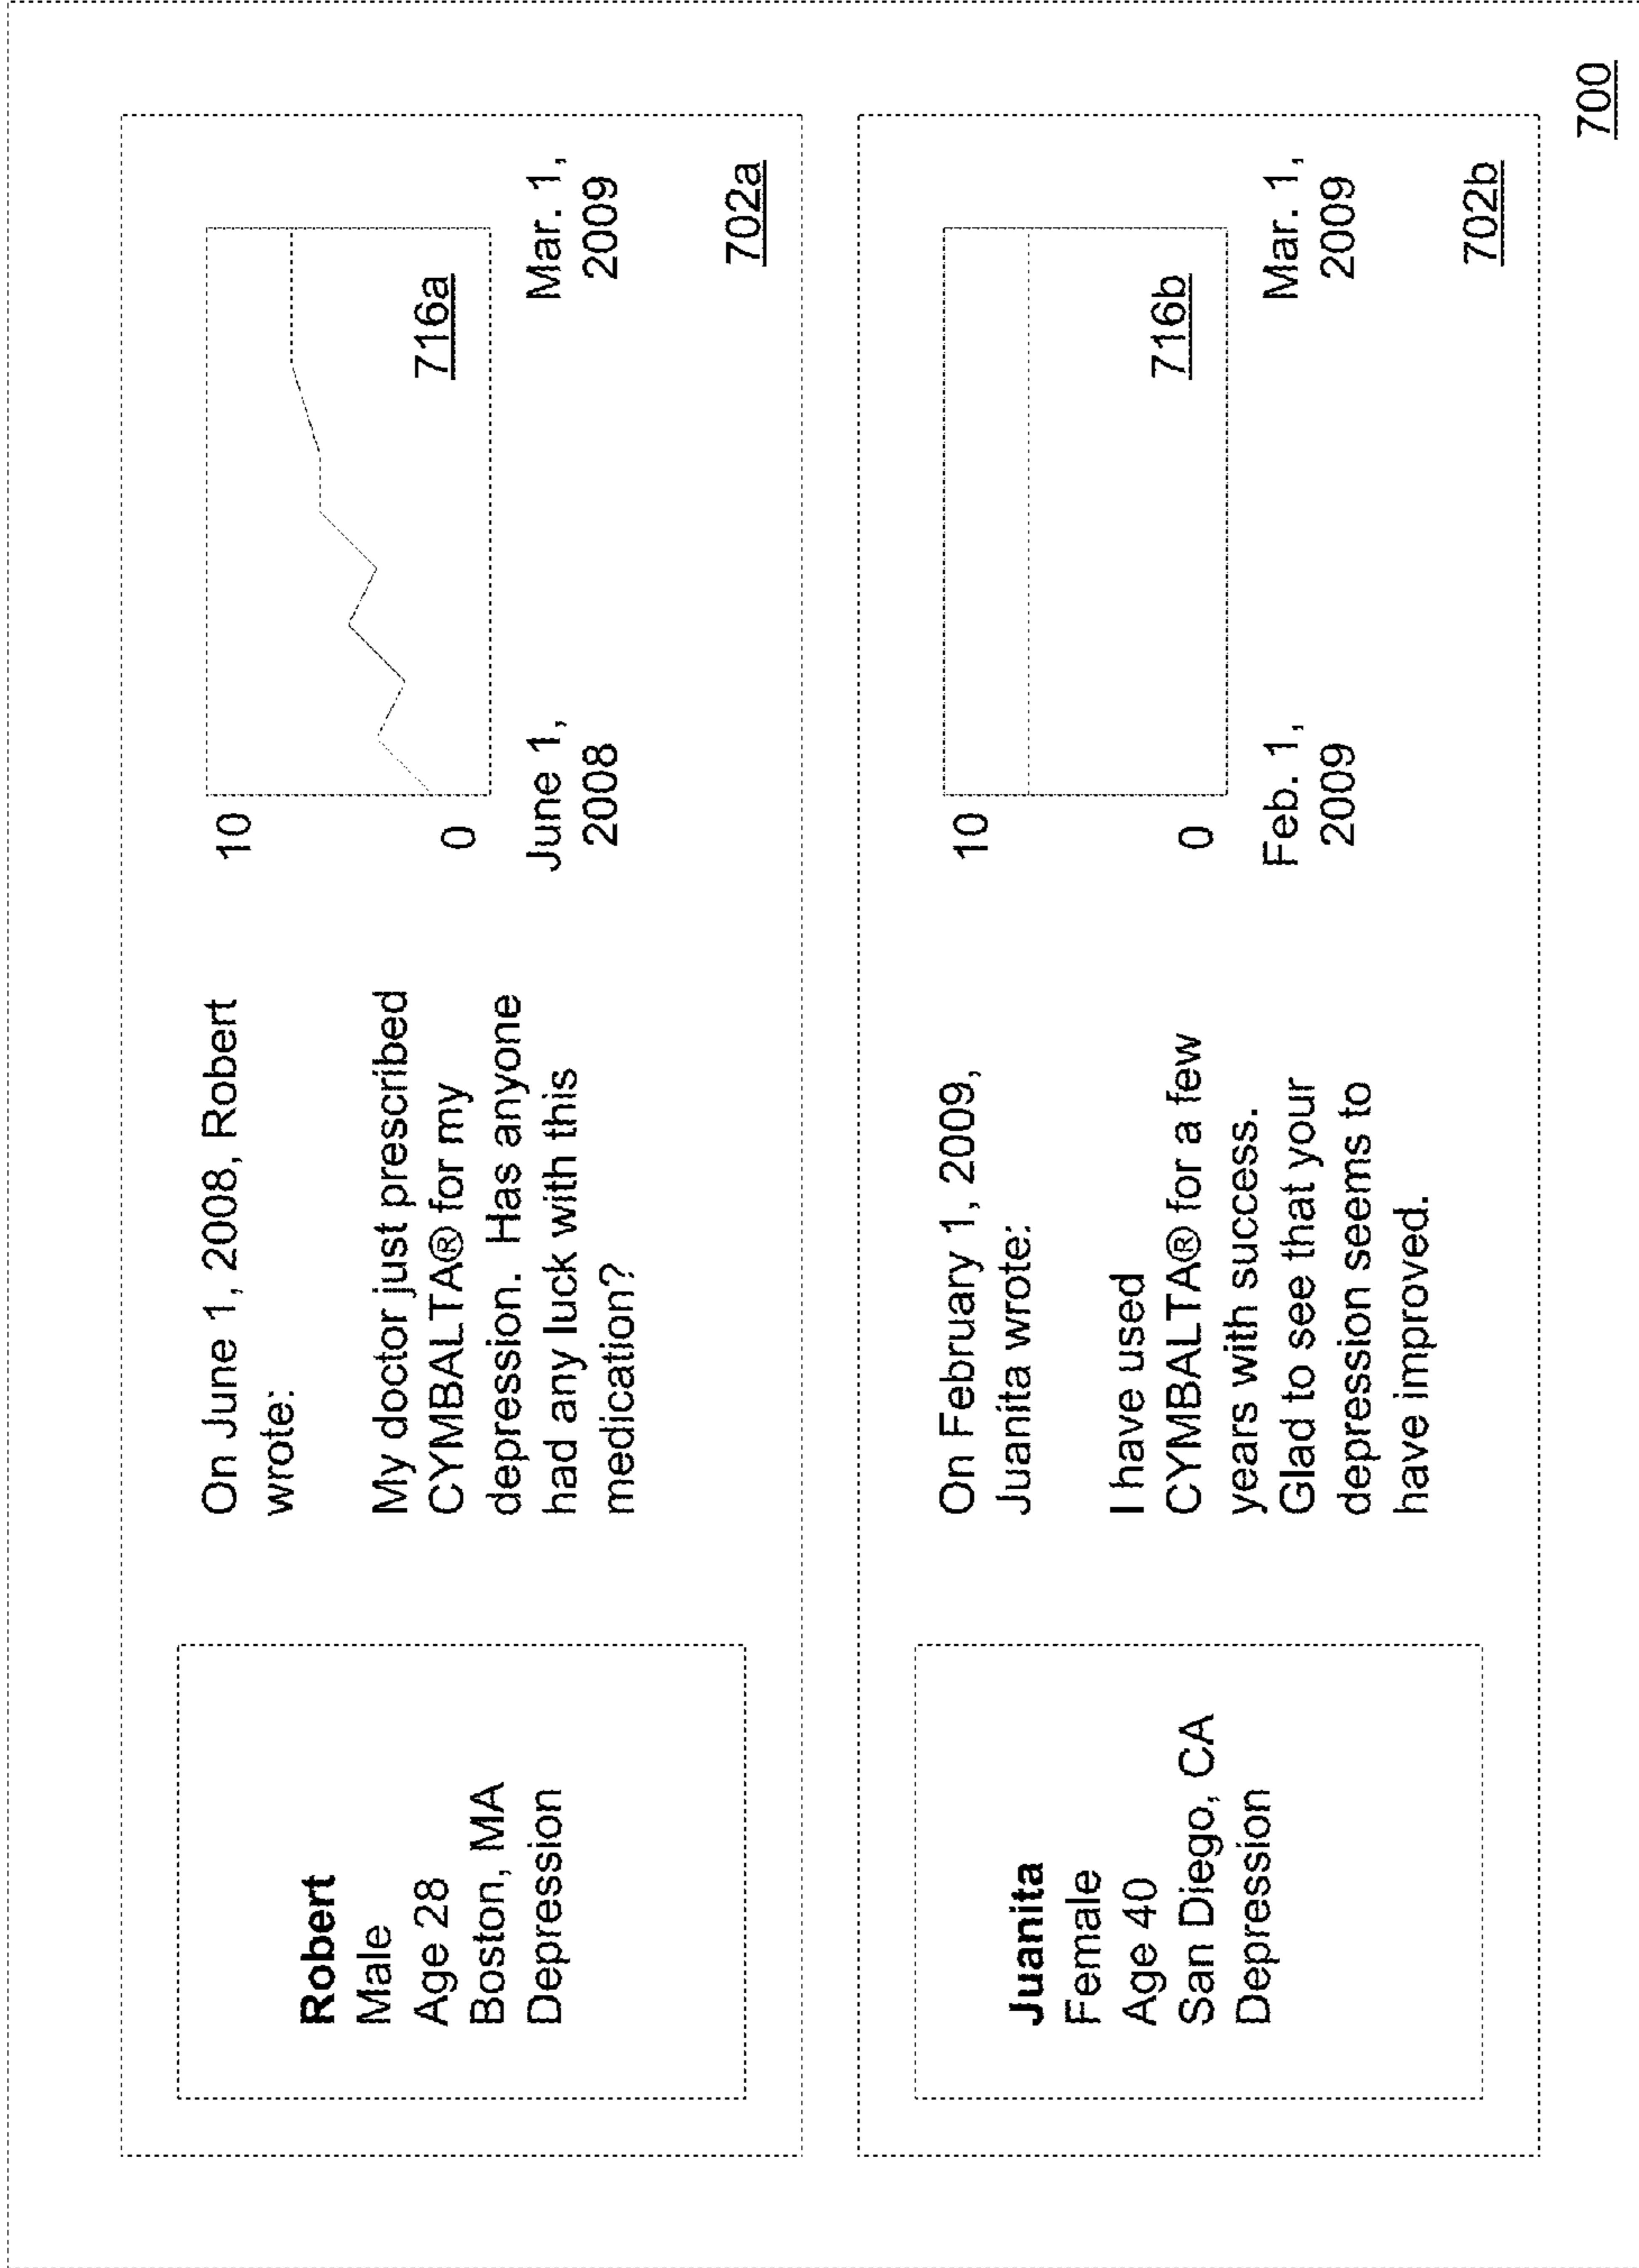 Robert
Male
Age 28
Boston, MA
Depression
On June 1, 2008, Robert
wrote:
My doctor just prescribed
CYMBALTA® for my
depression. Has anyone
had any luck with this
medication?
10
0
716a
June 1,
2008
Mar. 1,
2009
702a
Juanita
Female
Age 40
San Diego, CA
Depression
On February 1, 2009,
Juanita wrote:
I have used
CYMBALTA® for a few
years with success.
Glad to see that your
depression seems to
have improved.
10
0
716b
Feb. 1,
2009
Mar. 1,
2009
702b
700